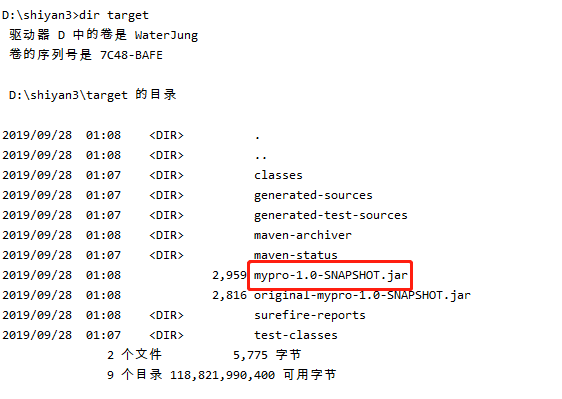 D:\shiyan3>dir target
驱动器 D 中的卷是 WaterJung
卷的序列号是 7C48-BAFE
D:\shiyan3\target 的目录
2019/09/28  01:08    <DIR>          .
2019/09/28  01:08    <DIR>          ..
2019/09/28  01:07    <DIR>          classes
2019/09/28  01:07    <DIR>          generated-sources
2019/09/28  01:07    <DIR>          generated-test-sources
2019/09/28  01:08    <DIR>          maven-archiver
2019/09/28  01:07    <DIR>          maven-status
2019/09/28  01:08             2,959 mypro-1.0-SNAPSHOT.jar
2019/09/28  01:08             2,816 original-mypro-1.0-SNAPSHOT.jar
2019/09/28  01:08    <DIR>          surefire-reports
2019/09/28  01:07    <DIR>          test-classes
2 个文件          5,775 字节
9 个目录 118,821,990,400 可用字节